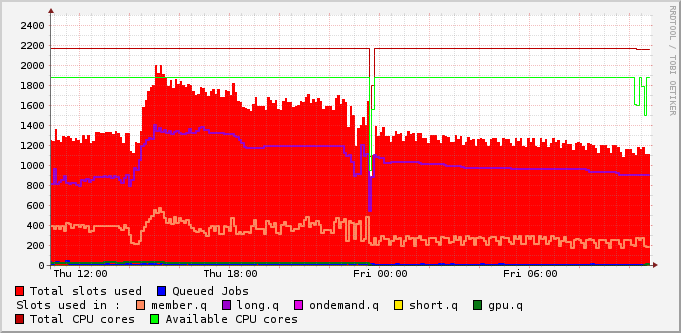 RRDTOOL / TOBI OETIKER
2400
2200
2000
1800
1600
1400
1200
1000
800
600
400
200
0
Thu 12:00 Thu 18:00 Fri 00:00 Fri 06:00
Total slots used Queued Jobs
Slots used in : member.q long.q ondemand.q short.q gpu.q
Total CPU cores Available CPU cores